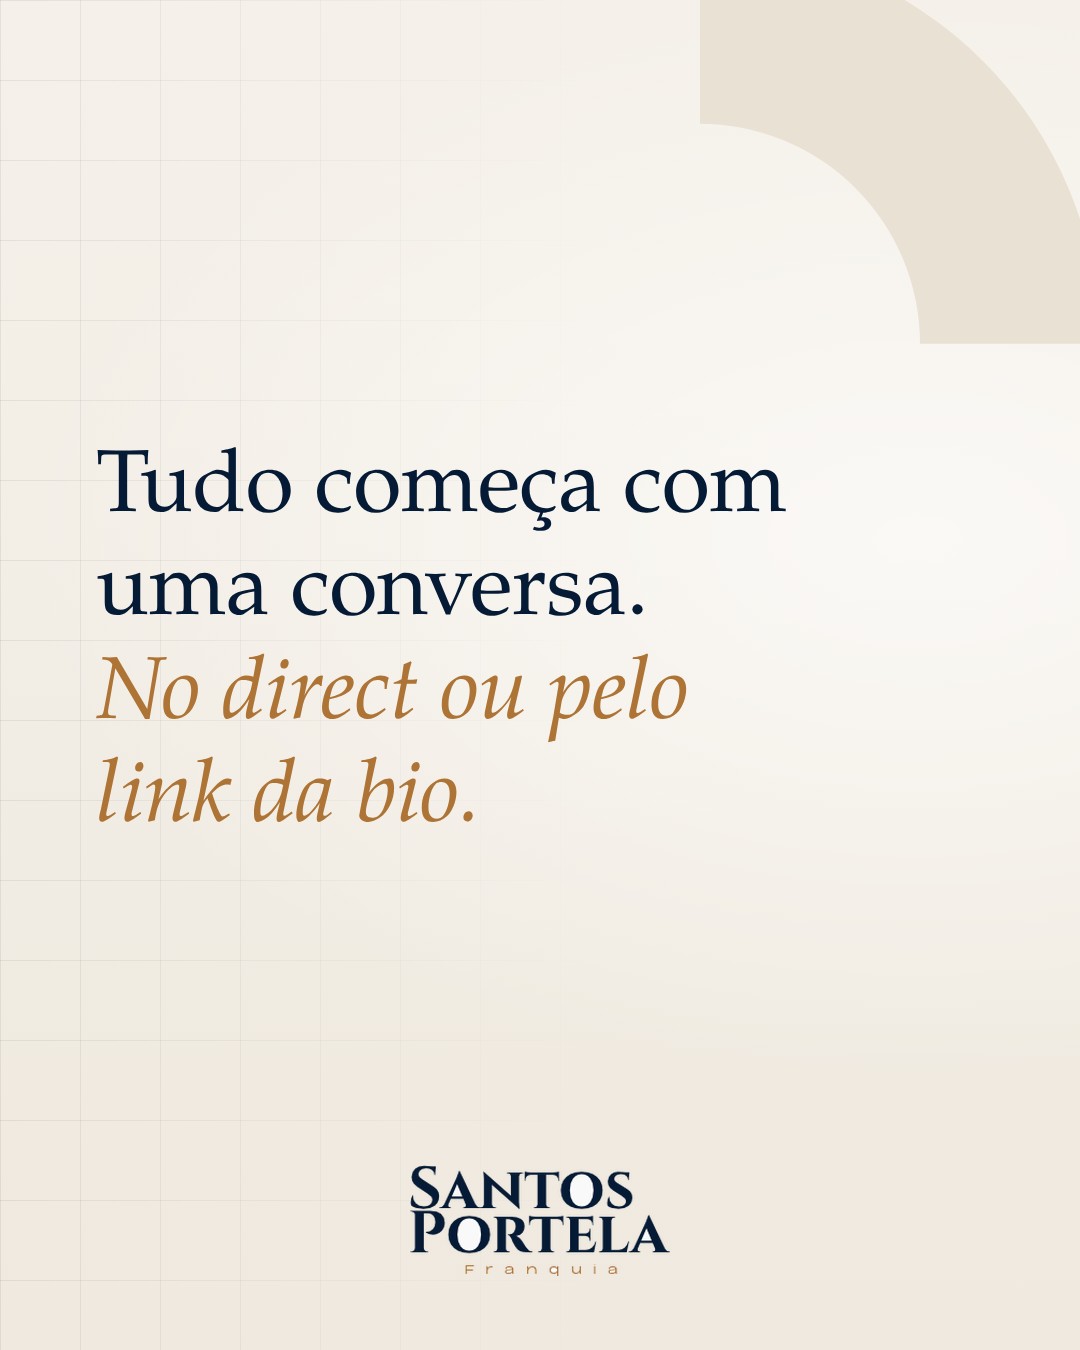 Tudo começa com
uma conversa.
No direct ou pelo
link da bio.
SANTOS
PORTELA
Franquia